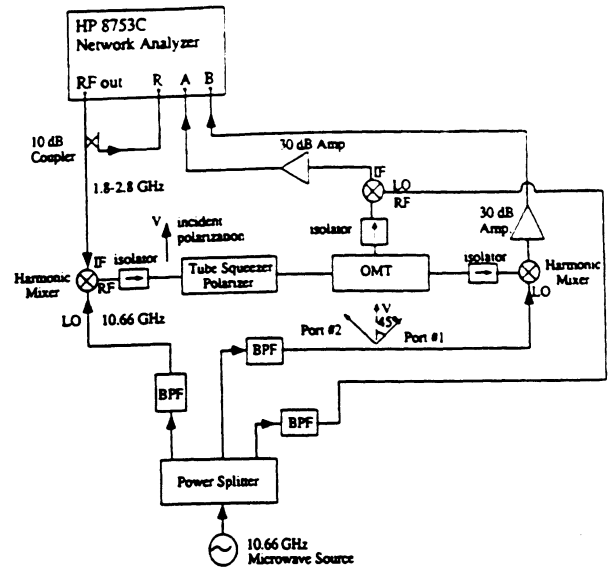 HP 8753C
Network Analyzer
RF out R A B
10 dB
Coupler
30 dB Amp
1.8-2.8 GHz
IF
LO
RF
30 dB
Amp
V
incident
polarization
isolator
isolator
isolator
IF
RF
Harmonic
Mixer
Tube Squeezer
Polarizer
OMT
Harmonic
Mixer
LO
LO
10.66 GHz
V
45°
Port #2
Port #1
BPF
BPF
BPF
Power Splitter
10.66 GHz
Microwave Source